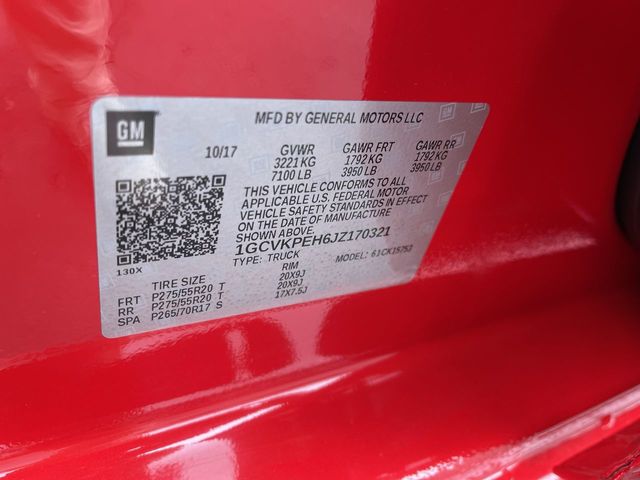 GM
MFD BY GENERAL MOTORS LLC
10/17 GVWR GAWR FRT GAWR RR
3221 KG 1792 KG 1792 KG
7100 LB 3950 LB 3950 LB
THIS VEHICLE CONFORMS TO ALL
APPLICABLE U.S. FEDERAL MOTOR
VEHICLE SAFETY STANDARDS IN EFFECT
ON THE DATE OF MANUFACTURE
SHOWN ABOVE.
1GCVKPEH6JZ170321
TYPE: TRUCK MODEL: 61CK15753
130X
TIRE SIZE RIM
FRT P275/55R20 T 20X9J
RR P275/55R20 T 20X9J
SPA P265/70R17 S 17X7.5J